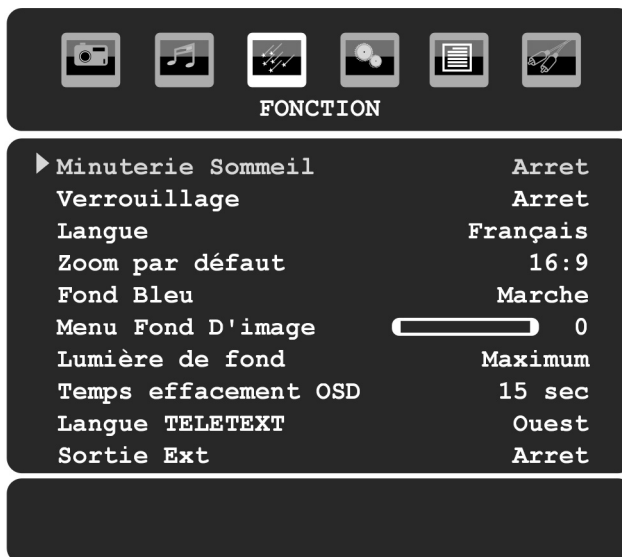 FONCTION
Minuterie Sommeil Arret
Verrouillage Arret
Langue Français
Zoom par défaut 16:9
Fond Bleu Marche
Menu Fond D'image 0
Lumière de fond Maximum
Temps effacement OSD 15 sec
Langue TELETEXT Ouest
Sortie Ext Arret